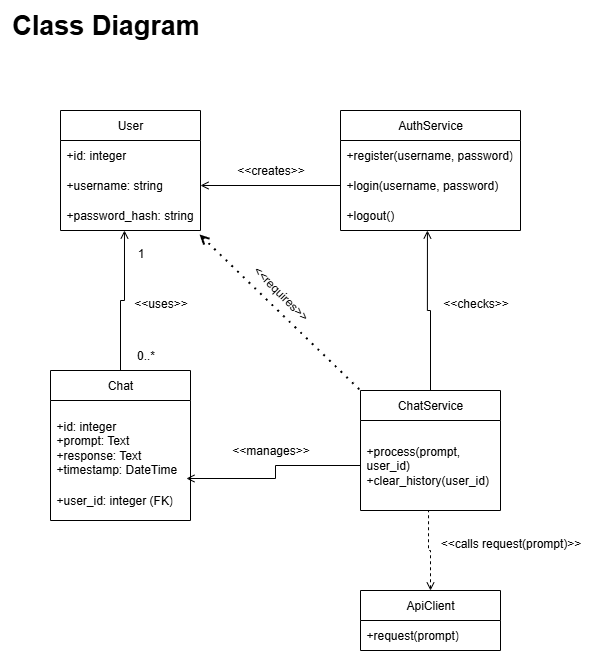 Class Diagram
User
+id: integer
+username: string
+password_hash: string
<<creates>>
AuthService
+register(username, password)
+login(username, password)
+logout()
1
<<uses>>
0..*
<<requires>>
<<checks>>
Chat
+id: integer
+prompt: Text
+response: Text
+timestamp: DateTime
+user_id: integer (FK)
<<manages>>
ChatService
+process(prompt,
user_id)
+clear_history(user_id)
<<calls request(prompt)>>
ApiClient
+request(prompt)